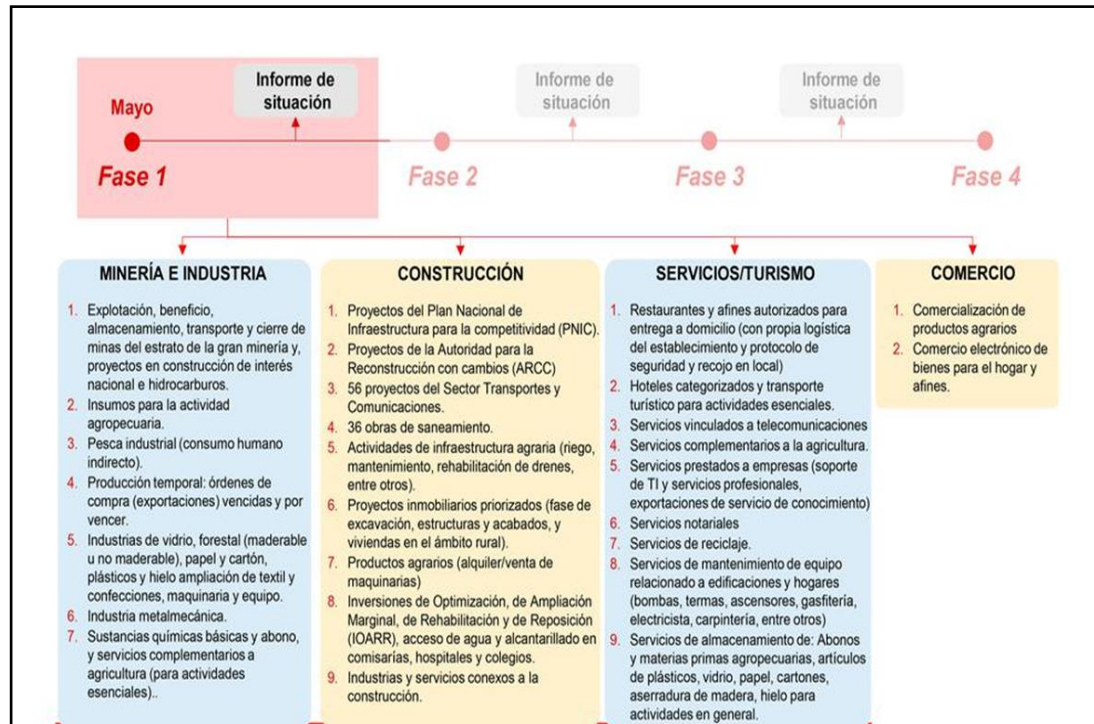 Informe de
situación
Informe de
situación
Informe de
situación
Mayo
Fase 1
Fase 2
Fase 3
Fase 4
MINERÍA E INDUSTRIA
1. Explotación, beneficio,
almacenamiento, transporte y cierre de
minas del estrato de la gran minería y,
proyectos en construcción de interés
nacional e hidrocarburos.
2. Insumos para la actividad
agropecuaria.
3. Pesca industrial (consumo humano
indirecto).
4. Producción temporal: órdenes de
compra (exportaciones) vencidas y por
vencer.
5. Industrias de vidrio, forestal (maderable
u no maderable), papel y cartón,
plásticos y hielo ampliación de textil y
confecciones, maquinaria y equipo.
6. Industria metalmecánica.
7. Sustancias químicas básicas y abono,
y servicios complementarios a
agricultura (para actividades
esenciales)..
CONSTRUCCIÓN
1. Proyectos del Plan Nacional de
Infraestructura para la competitividad (PNIC).
2. Proyectos de la Autoridad para la
Reconstrucción con cambios (ARCC)
3. 56 proyectos del Sector Transportes y
Comunicaciones.
4. 36 obras de saneamiento.
5. Actividades de infraestructura agraria (riego,
mantenimiento, rehabilitación de drenes,
entre otros).
6. Proyectos inmobiliarios priorizados (fase de
excavación, estructuras y acabados, y
viviendas en el ámbito rural).
7. Productos agrarios (alquiler/venta de
maquinarias)
8. Inversiones de Optimización, de Ampliación
Marginal, de Rehabilitación y de Reposición
(IOARR), acceso de agua y alcantarillado en
comisarías, hospitales y colegios.
9. Industrias y servicios conexos a la
construcción.
SERVICIOS/TURISMO
1. Restaurantes y afines autorizados para
entrega a domicilio (con propia logística
del establecimiento y protocolo de
seguridad y recojo en local)
2. Hoteles categorizados y transporte
turístico para actividades esenciales.
3. Servicios vinculados a telecomunicaciones
4. Servicios complementarios a la agricultura.
5. Servicios prestados a empresas (soporte
de TI y servicios profesionales,
exportaciones de servicio de conocimiento)
6. Servicios notariales
7. Servicios de reciclaje.
8. Servicios de mantenimiento de equipo
relacionado a edificaciones y hogares
(bombas, termas, ascensores, gasfitería,
electricista, carpintería, entre otros)
9. Servicios de almacenamiento de: Abonos
y materias primas agropecuarias, artículos
de plásticos, vidrio, papel, cartones,
aserradura de madera, hielo para
actividades en general.
COMERCIO
1. Comercialización de
productos agrarios
2. Comercio electrónico de
bienes para el hogar y
afines.